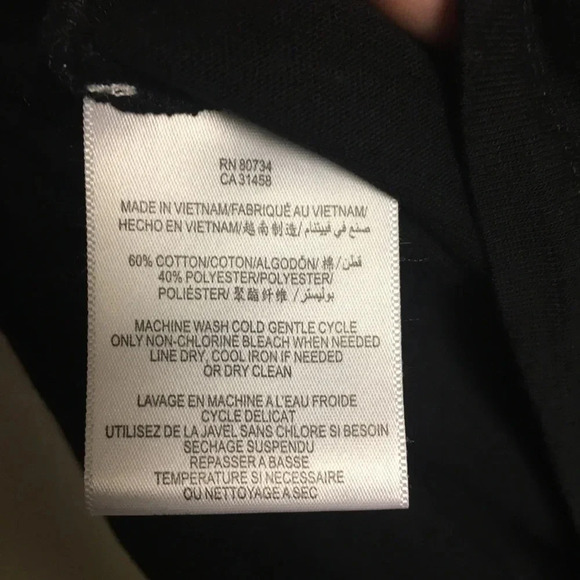 RN 80734
CA 31458
MADE IN VIETNAM/FABRIQUÉ AU VIETNAM/
HECHO EN VIETNAM/越南制造/صنع في فيتنام
60% COTTON/COTON/ALGODÓN/棉/قطن
40% POLYESTER/POLYESTER/
POLIÉSTER/聚酯纤维/بوليستر
MACHINE WASH COLD GENTLE CYCLE
ONLY NON-CHLORINE BLEACH WHEN NEEDED
LINE DRY, COOL IRON IF NEEDED
OR DRY CLEAN
LAVAGE EN MACHINE A L'EAU FROIDE
CYCLE DELICAT
UTILISEZ DE LA JAVEL SANS CHLORE SI BESOIN
SECHAGE SUSPENDU
REPASSER A BASSE
TEMPERATURE SI NECESSAIRE
OU NETTOYAGE A SEC